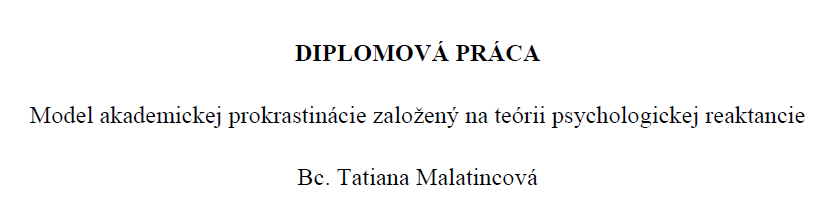 DIPLOMOVÁ PRÁCA
Model akademickej prokrastinácie založený na teórii psychologickej reaktancie
Bc. Tatiana Malatincová